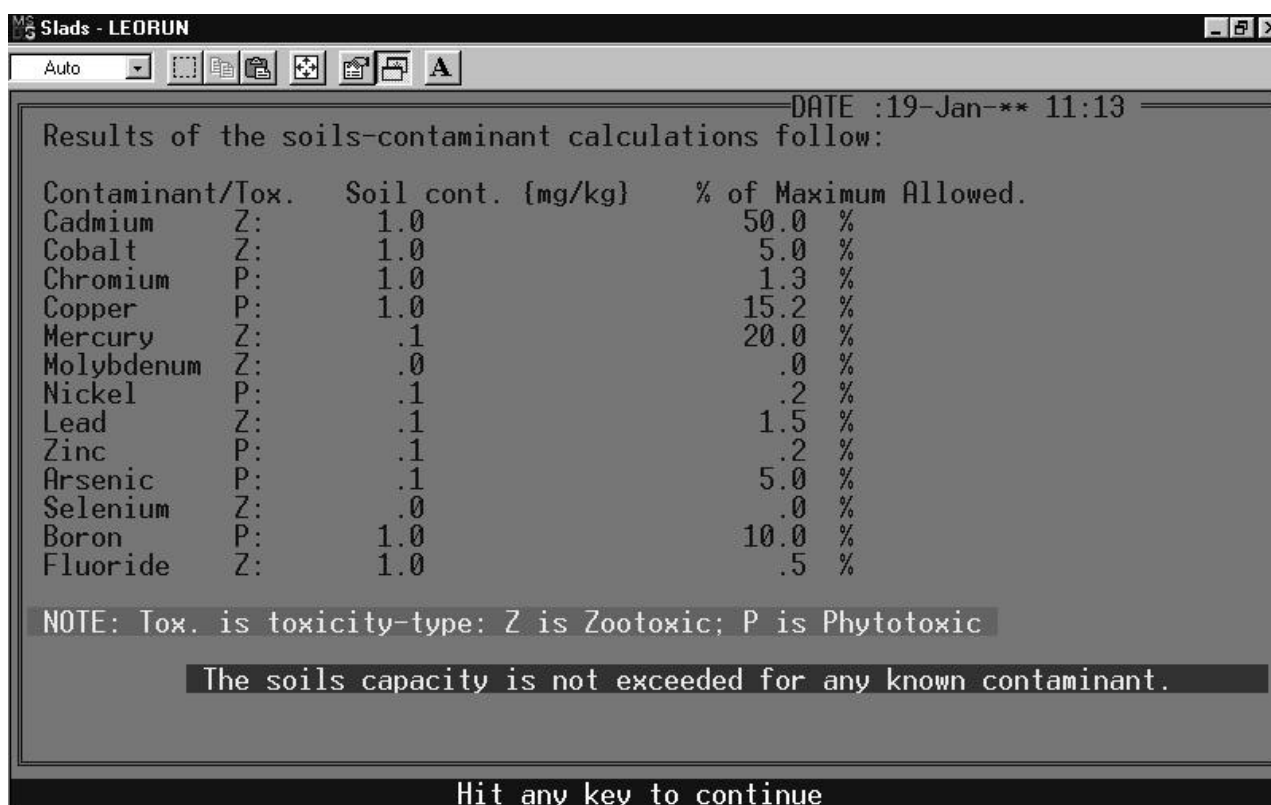 Slads - LEORUN
Auto A
DATE :19-Jan-** 11:13
Results of the soils-contaminant calculations follow:
Contaminant/Tox. Soil cont. {mg/kg} % of Maximum Allowed.
Cadmium Z: 1.0 50.0 %
Cobalt Z: 1.0 5.0 %
Chromium P: 1.0 1.3 %
Copper P: 1.0 15.2 %
Mercury Z: .1 20.0 %
Molybdenum Z: .0 .0 %
Nickel P: .1 .2 %
Lead Z: .1 1.5 %
Zinc P: .1 .2 %
Arsenic P: .1 5.0 %
Selenium Z: .0 .0 %
Boron P: 1.0 10.0 %
Fluoride Z: 1.0 .5 %
NOTE: Tox. is toxicity-type: Z is Zootoxic; P is Phytotoxic
The soils capacity is not exceeded for any known contaminant.
Hit any key to continue